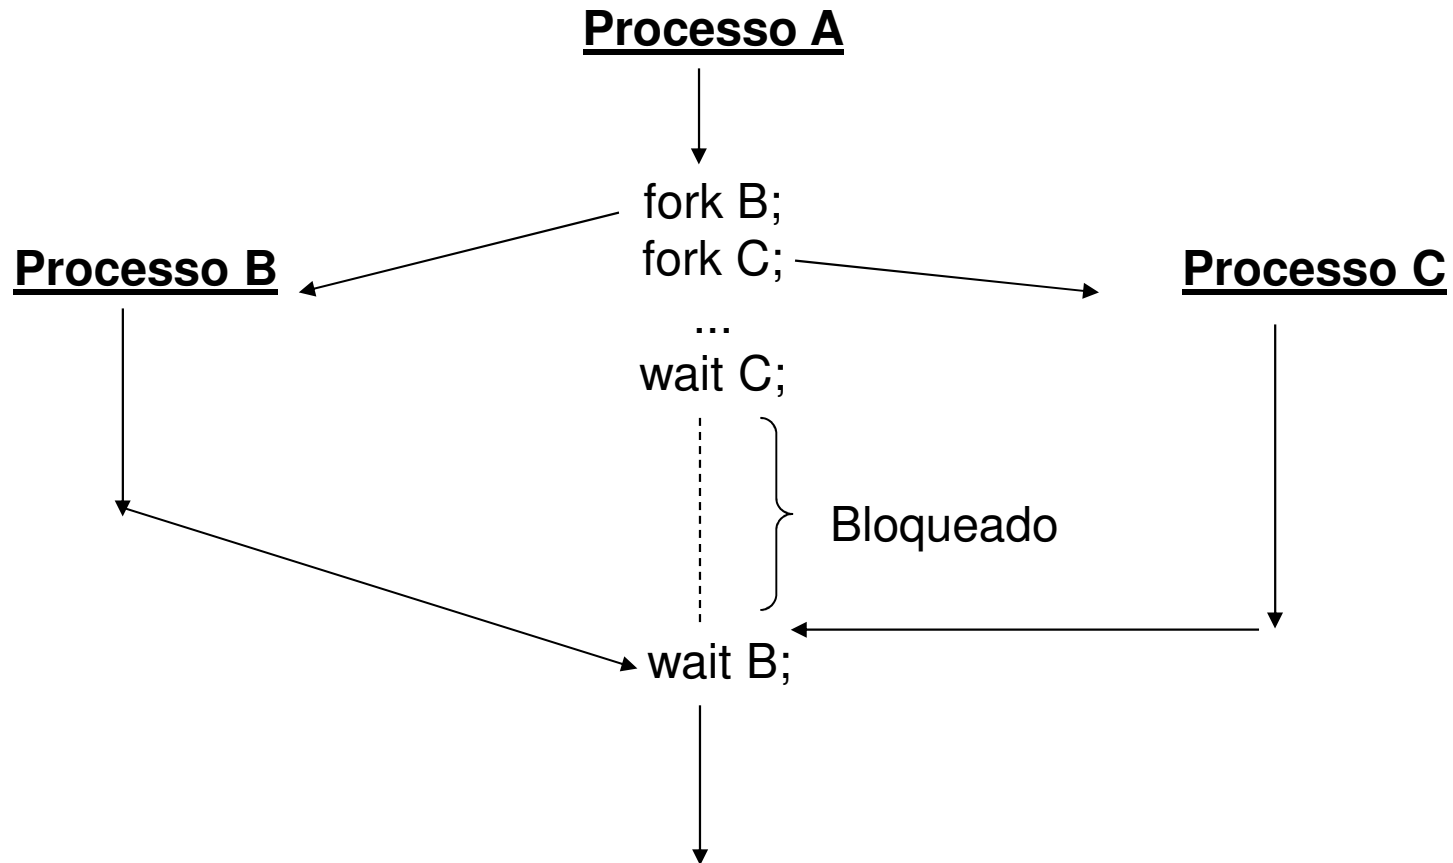 Processo A
fork B;
fork C;
Processo B
Processo C
...
wait C;
Bloqueado
wait B;